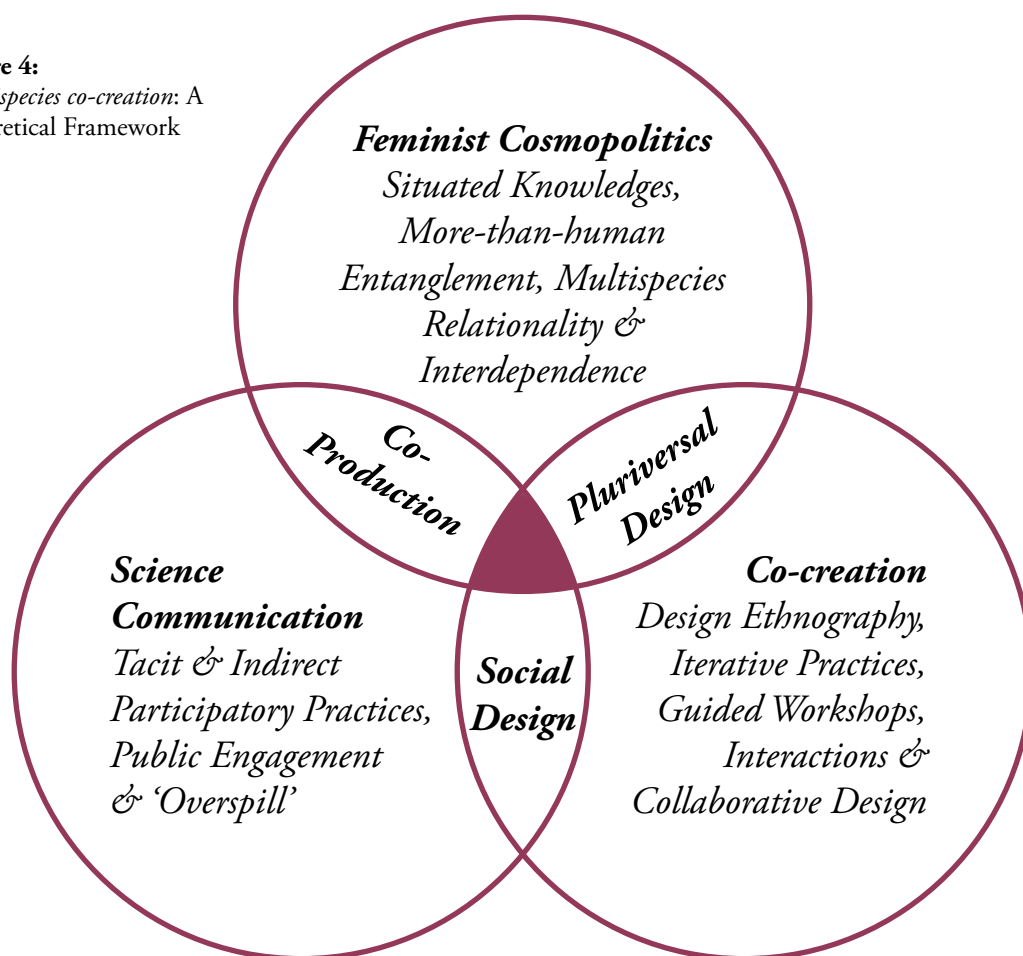 re 4:
species co-creation: A
retical Framework
Feminist Cosmopolitics
Situated Knowledges,
More-than-human
Entanglement, Multispecies
Relationality &
Interdependence
Co-
Production
Pluriversal
Design
Science
Communication
Tacit & Indirect
Participatory Practices,
Public Engagement
& ‘Overspill’
Social
Design
Co-creation
Design Ethnography,
Iterative Practices,
Guided Workshops,
Interactions &
Collaborative Design